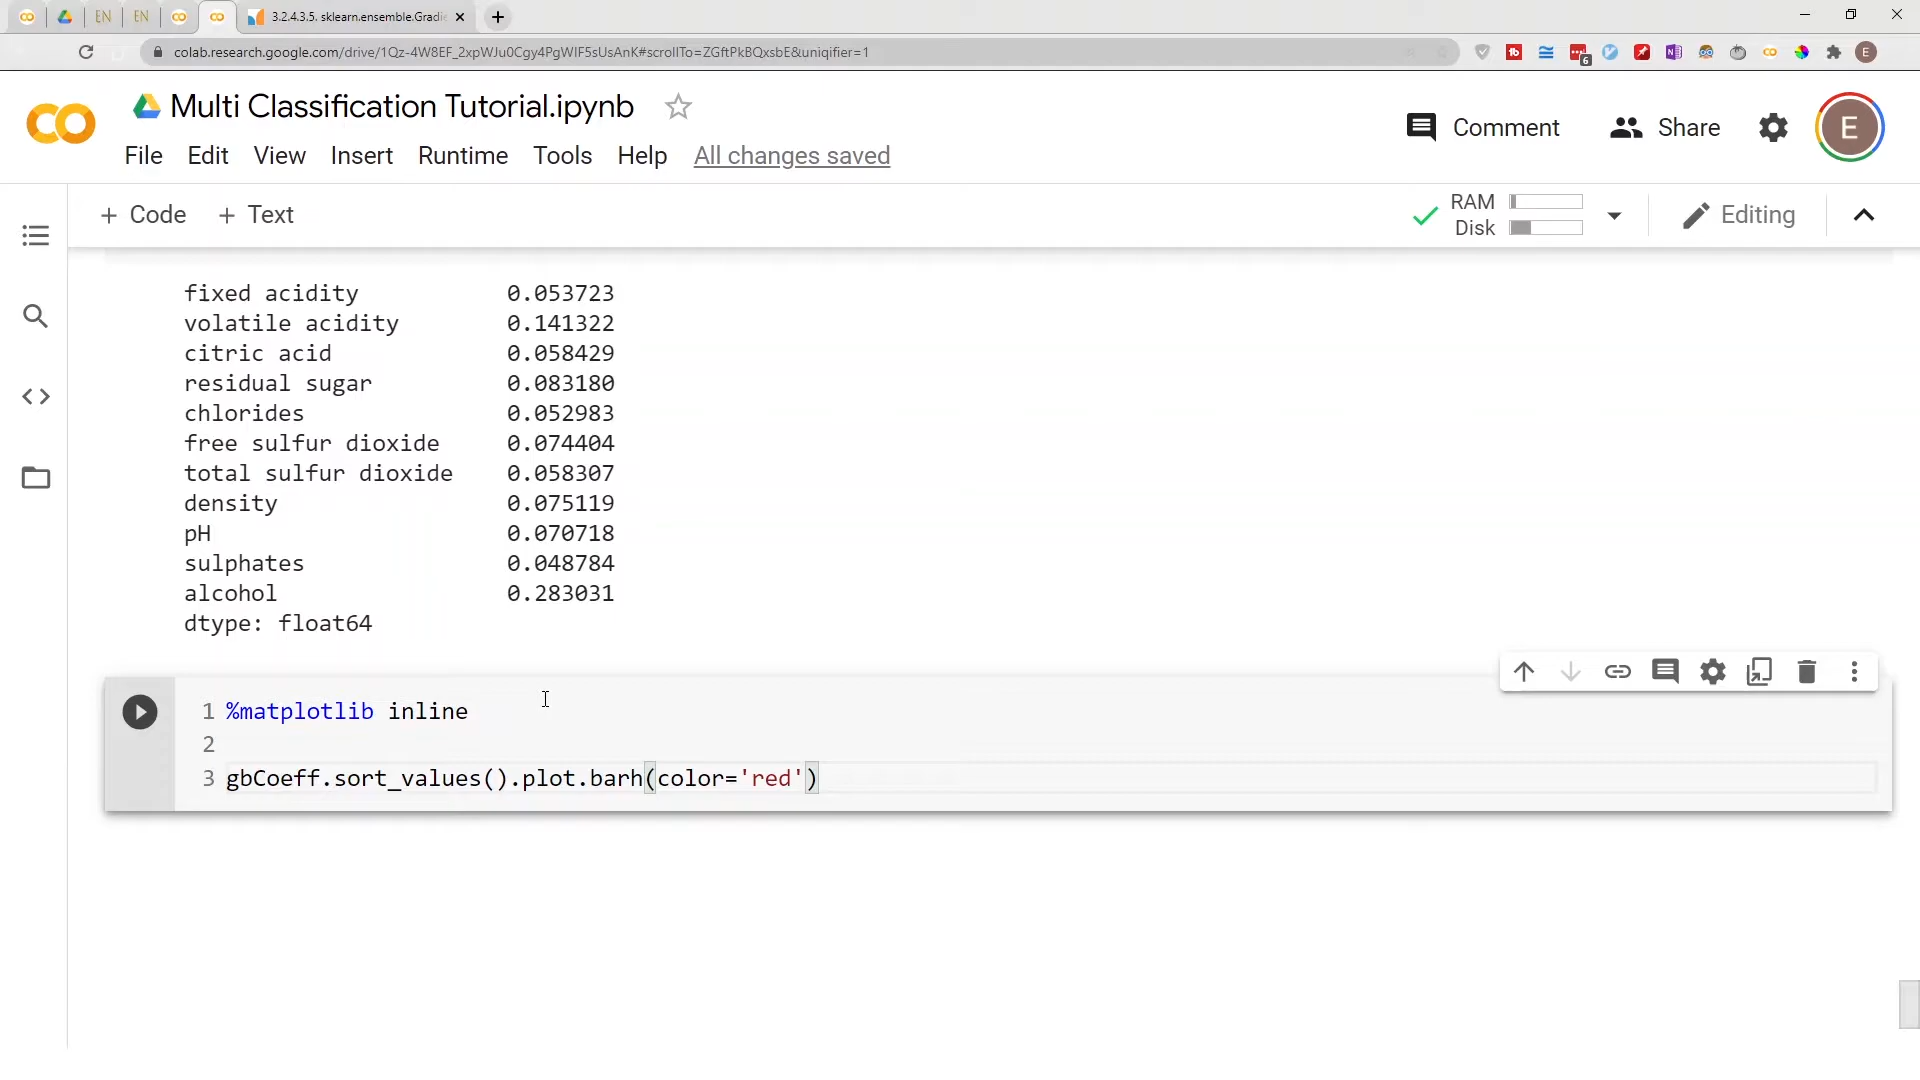 EN
EN
3.2.4.3.5. sklearn.ensemble.Gradie
colab.research.google.com/drive/1Qz-4W8EF_2xpWJu0Cgy4PgWIF5sUsAnK#scrollTo=ZGftPkBQxsbE&uniqifier=1
6
E
Multi Classification Tutorial.ipynb
Comment
Share
E
File Edit View Insert Runtime Tools Help All changes saved
+ Code + Text
RAM
Disk
Editing
fixed acidity 0.053723
volatile acidity 0.141322
citric acid 0.058429
residual sugar 0.083180
chlorides 0.052983
free sulfur dioxide 0.074404
total sulfur dioxide 0.058307
density 0.075119
pH 0.070718
sulphates 0.048784
alcohol 0.283031
dtype: float64
1 %matplotlib inline
2
3 gbCoeff.sort_values().plot.barh(color='red')